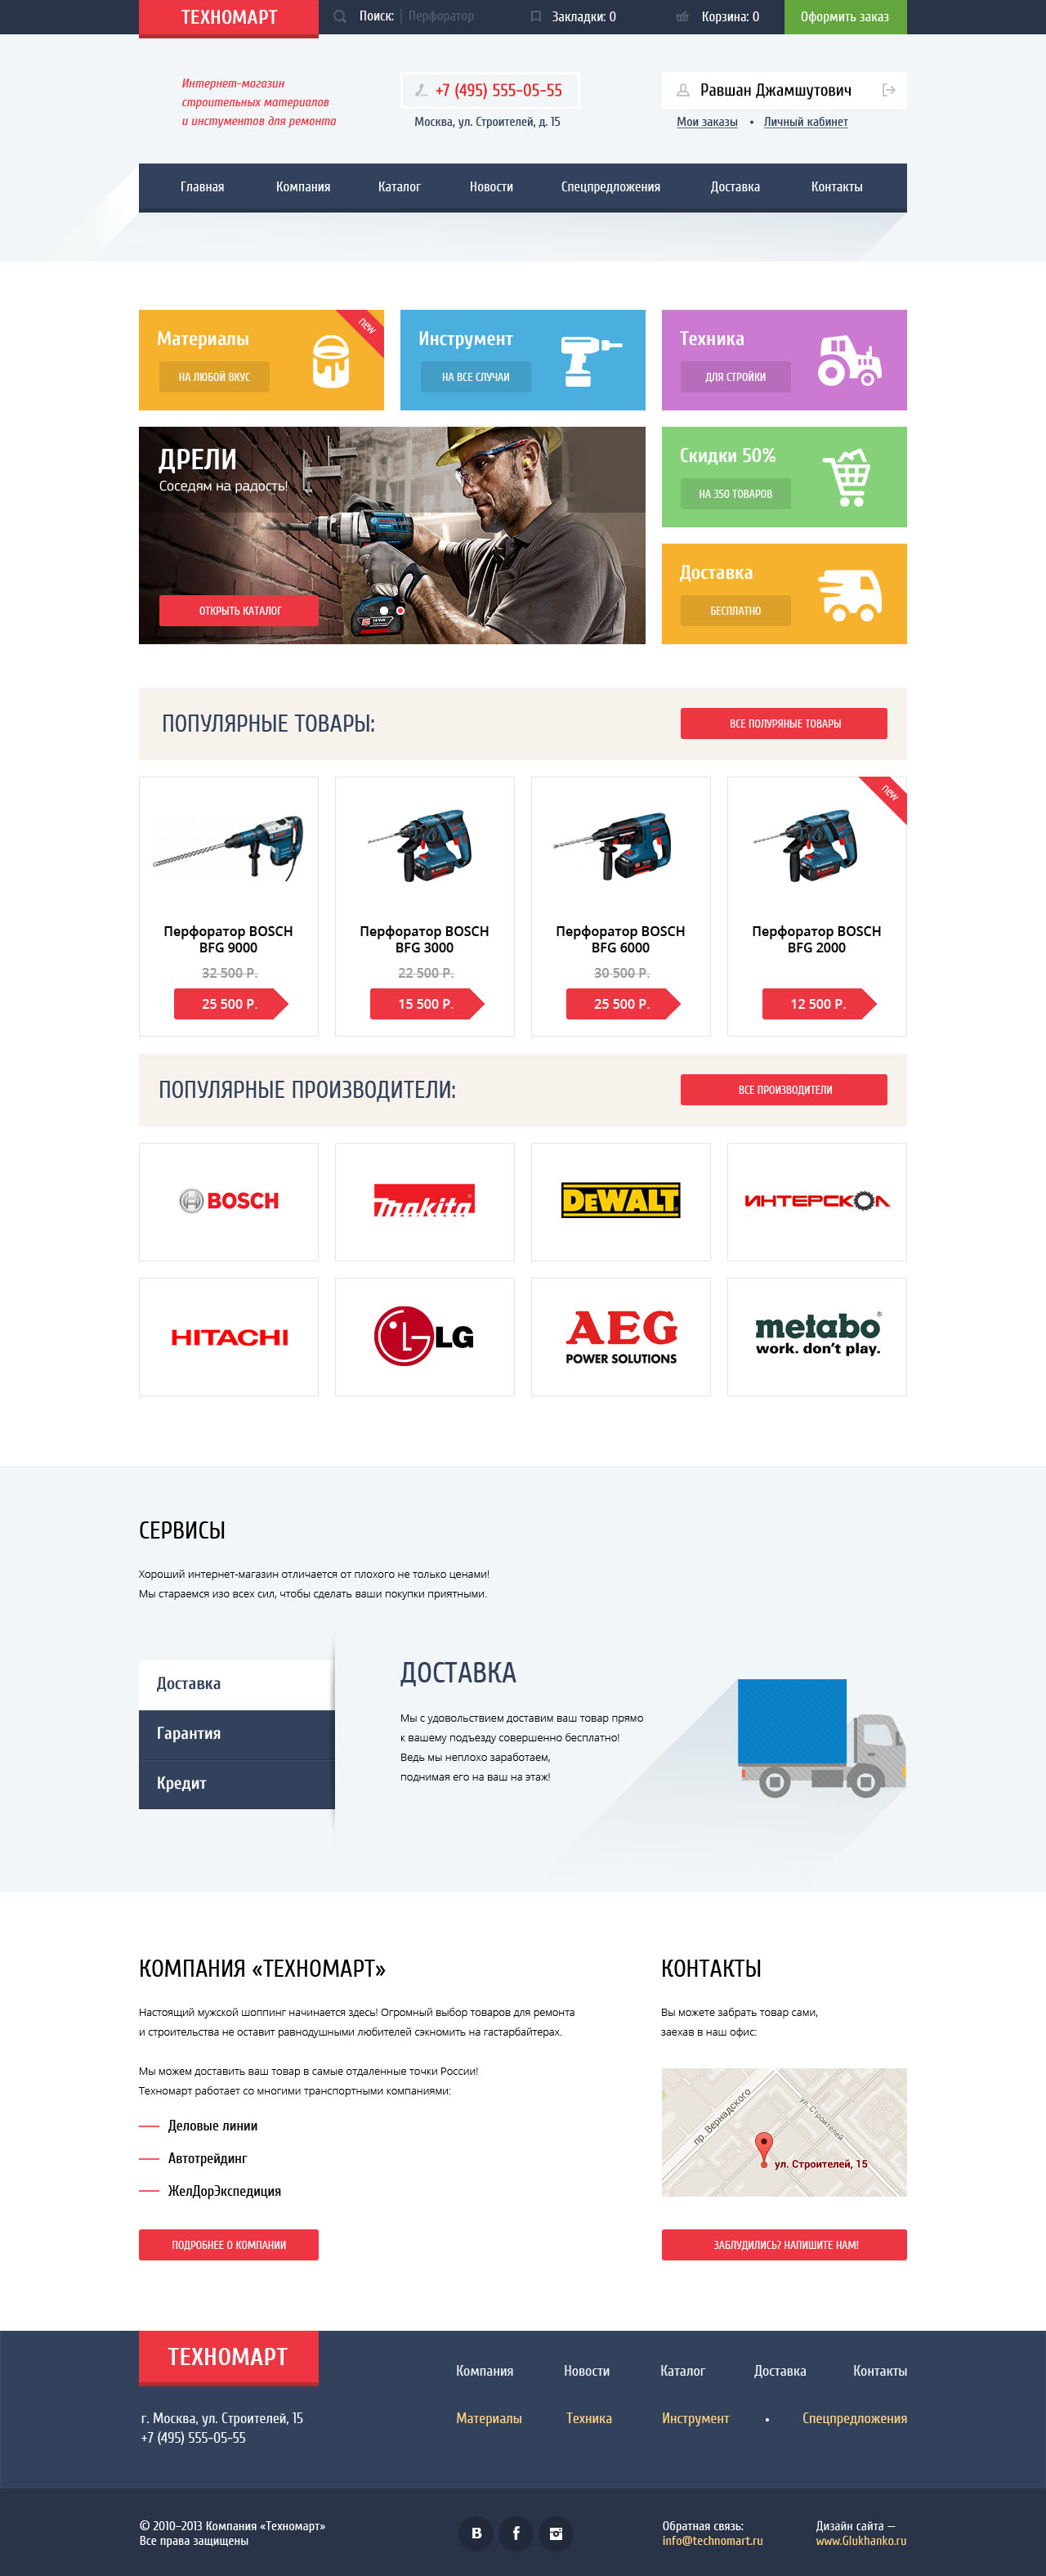 ТЕХНОМАРТ
Поиск: Перфоратор
Закладки: 0
Корзина: 0
Оформить заказ
Интернет-магазин
строительных материалов
и инстументов для ремонта
+7 (495) 555-05-55
Москва, ул. Строителей, д. 15
Равшан Джамшутович
Мои заказы • Личный кабинет
Главная Компания Каталог Новости Спецпредложения Доставка Контакты
Материалы
НА ЛЮБОЙ ВКУС
new
Инструмент
НА ВСЕ СЛУЧАИ
Техника
ДЛЯ СТРОЙКИ
ДРЕЛИ
Соседям на радость!
ОТКРЫТЬ КАТАЛОГ
Скидки 50%
НА 350 ТОВАРОВ
Доставка
БЕСПЛАТНО
ПОПУЛЯРНЫЕ ТОВАРЫ:
ВСЕ ПОПУРЯНЫЕ ТОВАРЫ
new
Перфоратор BOSCH
BFG 9000
32 500 Р.
25 500 Р.
Перфоратор BOSCH
BFG 3000
22 500 Р.
15 500 Р.
Перфоратор BOSCH
BFG 6000
30 500 Р.
25 500 Р.
Перфоратор BOSCH
BFG 2000
12 500 Р.
ПОПУЛЯРНЫЕ ПРОИЗВОДИТЕЛИ:
ВСЕ ПРОИЗВОДИТЕЛИ
BOSCH
makita
DEWALT
ИНТЕРСКОЛ
HITACHI
LG
AEG
POWER SOLUTIONS
metabo
work. don't play.
СЕРВИСЫ
Хороший интернет-магазин отличается от плохого не только ценами!
Мы стараемся изо всех сил, чтобы сделать ваши покупки приятными.
Доставка
Гарантия
Кредит
ДОСТАВКА
Мы с удовольствием доставим ваш товар прямо
к вашему подъезду совершенно бесплатно!
Ведь мы неплохо заработаем,
поднимая его на ваш на этаж!
КОМПАНИЯ «ТЕХНОМАРТ»
Настоящий мужской шоппинг начинается здесь! Огромный выбор товаров для ремонта
и строительства не оставит равнодушными любителей сэкномить на гастарбайтерах.
Мы можем доставить ваш товар в самые отдаленные точки России!
Техномарт работает со многими транспортными компаниями:
Деловые линии
Автотрейдинг
ЖелДорЭкспедиция
ПОДРОБНЕЕ О КОМПАНИИ
КОНТАКТЫ
Вы можете забрать товар сами,
заехав в наш офис:
пр. Вернадского
ул. Строителей
ул. Строителей, 15
ЗАБЛУДИЛИСЬ? НАПИШИТЕ НАМ!
ТЕХНОМАРТ
г. Москва, ул. Строителей, 15
+7 (495) 555-05-55
Компания Новости Каталог Доставка Контакты
Материалы Техника Инструмент • Спецпредложения
© 2010–2013 Компания «Техномарт»
Все права защищены
B f
Обратная связь:
info@technomart.ru
Дизайн сайта —
www.Glukhanko.ru